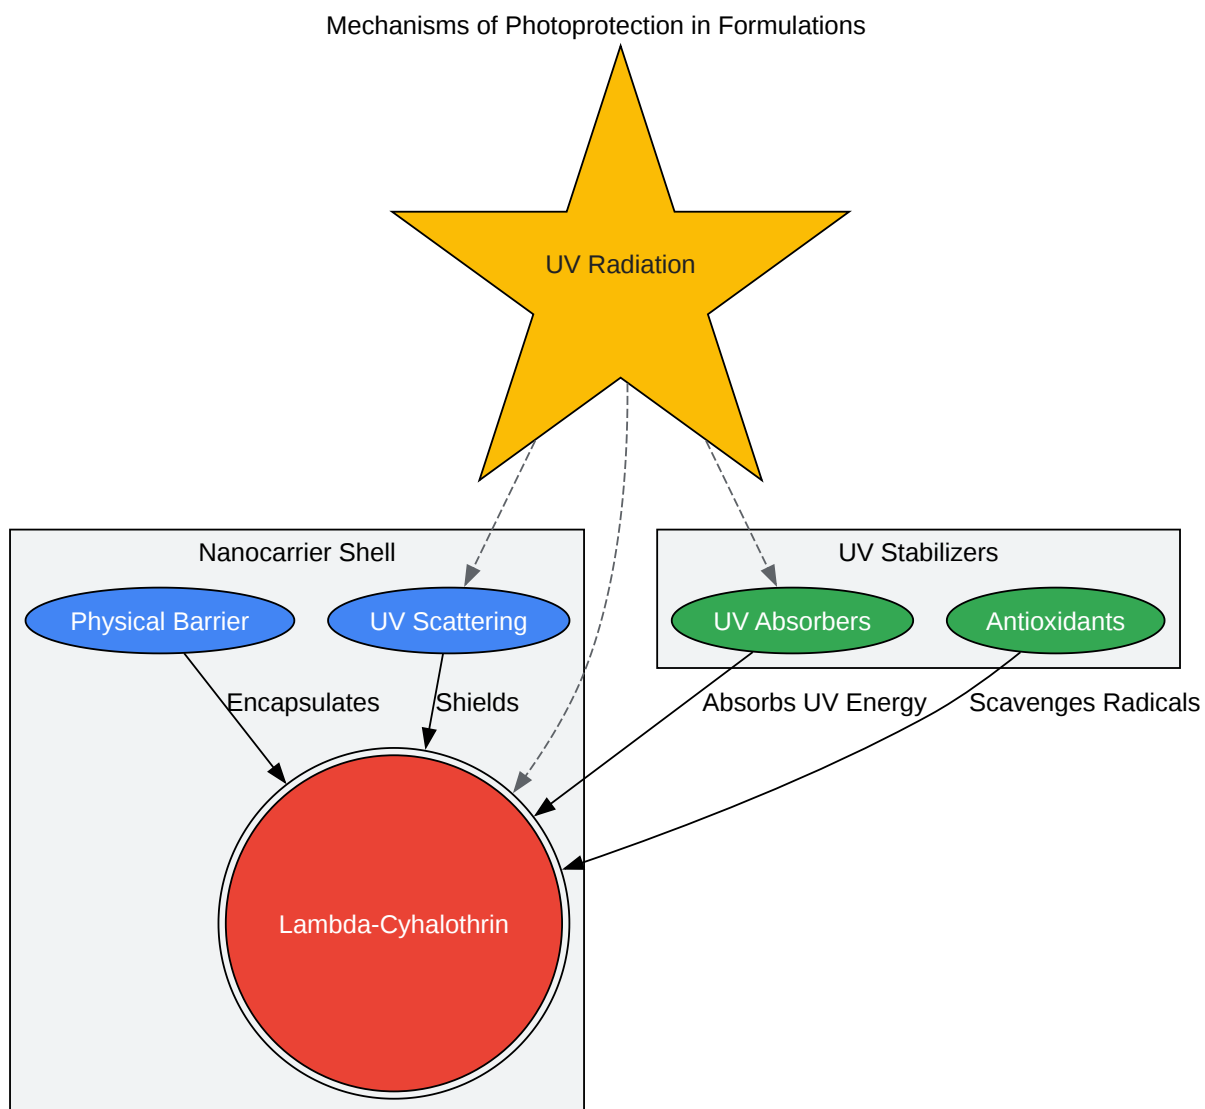 Mechanisms of Photoprotection in Formulations
UV Radiation
Nanocarrier Shell
UV Stabilizers
Physical Barrier
UV Scattering
UV Absorbers
Antioxidants
Encapsulates
Shields
Absorbs UV Energy
Scavenges Radicals
Lambda-Cyhalothrin